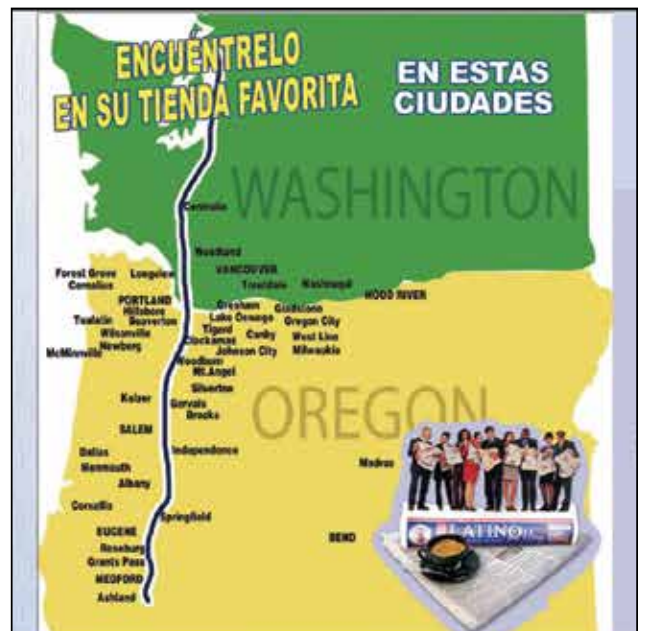 ENCUÉNTRELO
EN SU TIENDA FAVORITA
EN ESTAS
CIUDADES
WASHINGTON
Centralia
Woodland
VANCOUVER
Forest Grove
Longview
Cornelius
Troutdale
Washougal
HOOD RIVER
PORTLAND
Hillsboro
Gresham
Gladstone
Tualatin
Beaverton
Lake Oswego
Oregon City
Wilsonville
Tigard
Canby
West Linn
Newberg
Clackamas
McMinnville
Johnson City
Milwaukie
Woodburn
Mt.Angel
Silverton
Keizer
Gervais
Brooks
OREGON
SALEM
Dallas
Independence
Monmouth
Madras
Albany
Corvallis
Springfield
EUGENE
BEND
Roseburg
Grants Pass
MEDFORD
Ashland
LATINO